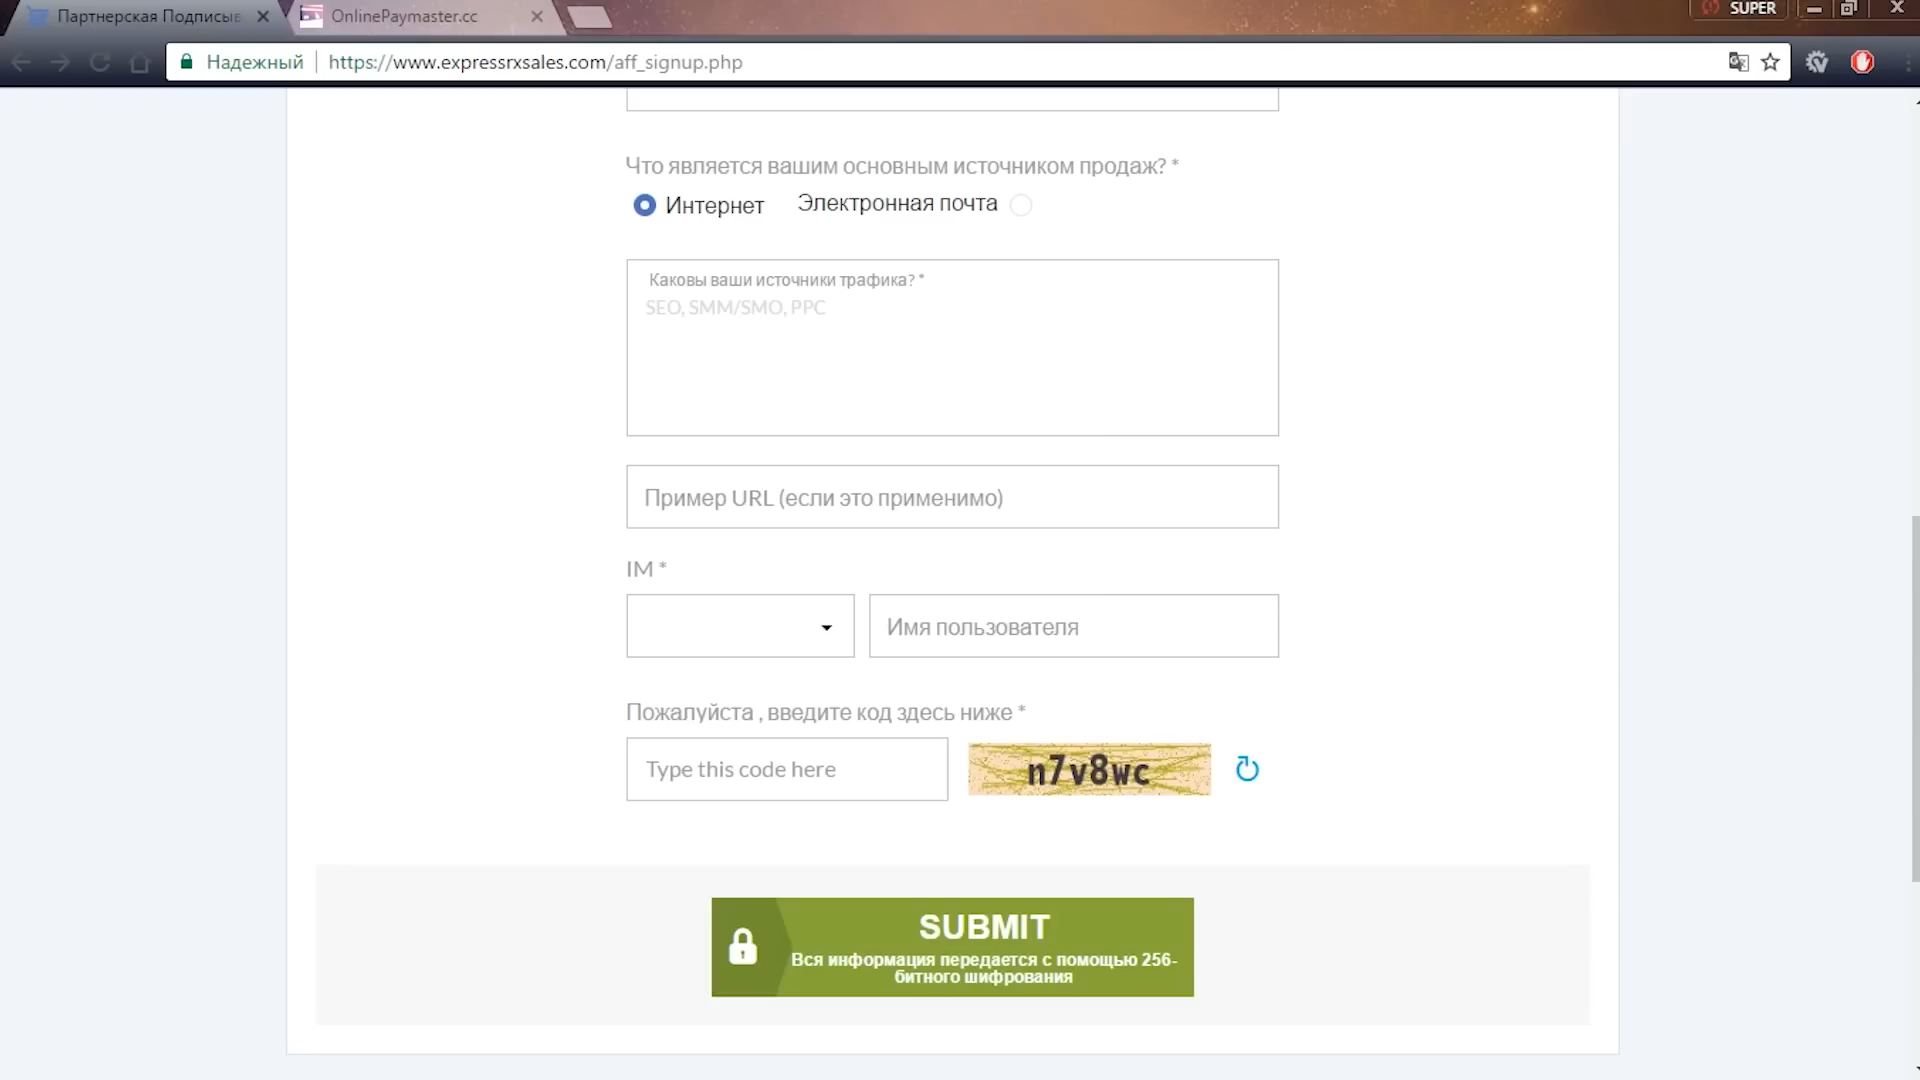 Партнерская Подписыв
OnlinePaymaster.cc
SUPER
Надежный
https://www.expressrxsales.com/aff_signup.php
Что является вашим основным источником продаж? *
Интернет
Электронная почта
Каковы ваши источники трафика? *
SEO, SMM/SMO, PPC
Пример URL (если это применимо)
IM *
Имя пользователя
Пожалуйста , введите код здесь ниже *
Type this code here
n7v8wc
SUBMIT
Вся информация передается с помощью 256-
битного шифрования